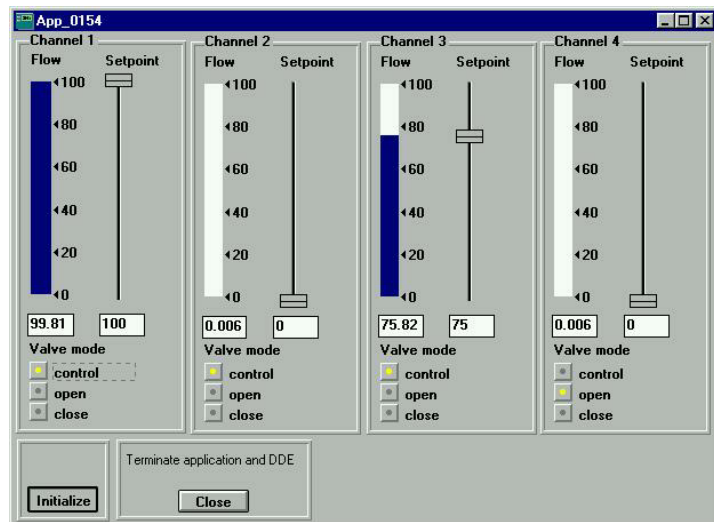 App_0154
Channel 1
Flow Setpoint
100
80
60
40
20
0
99.81 100
Valve mode
control
open
close
Channel 2
Flow Setpoint
100
80
60
40
20
0
0.006 0
Valve mode
control
open
close
Channel 3
Flow Setpoint
100
80
60
40
20
0
75.82 75
Valve mode
control
open
close
Channel 4
Flow Setpoint
100
80
60
40
20
0
0.006 0
Valve mode
control
open
close
Initialize
Terminate application and DDE
Close